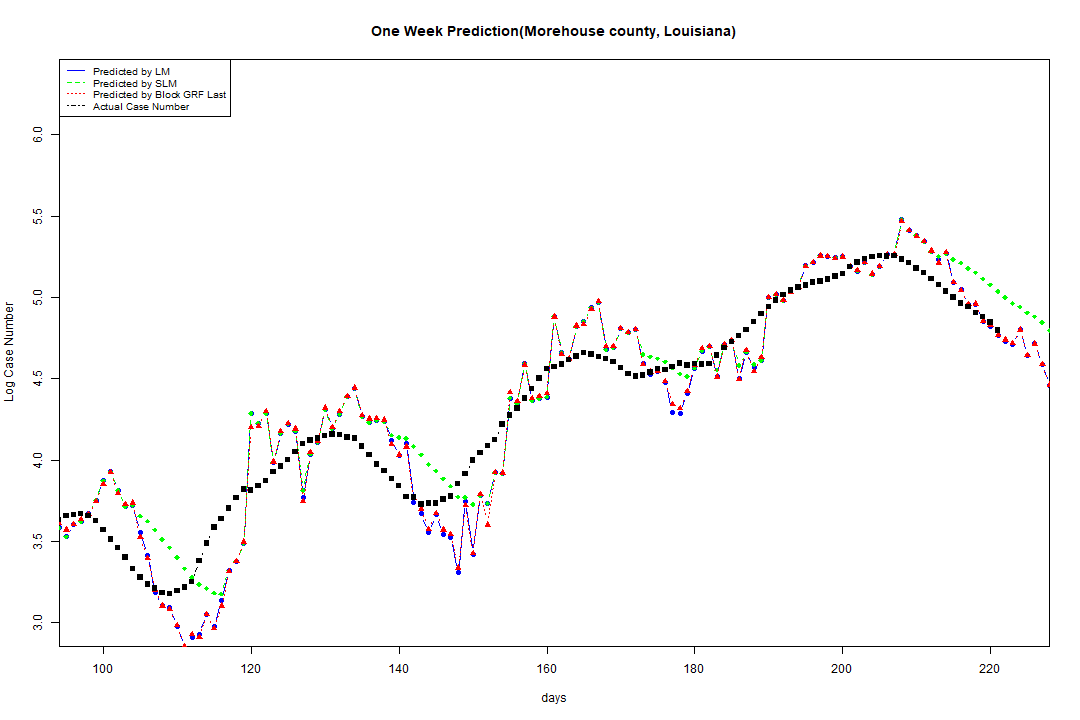 One Week Prediction(Morehouse county, Louisiana)
Predicted by LM
Predicted by SLM
Predicted by Block GRF Last
Actual Case Number
6.0
5.5
5.0
4.5
4.0
3.5
3.0
Log Case Number
100 120 140 160 180 200 220
days